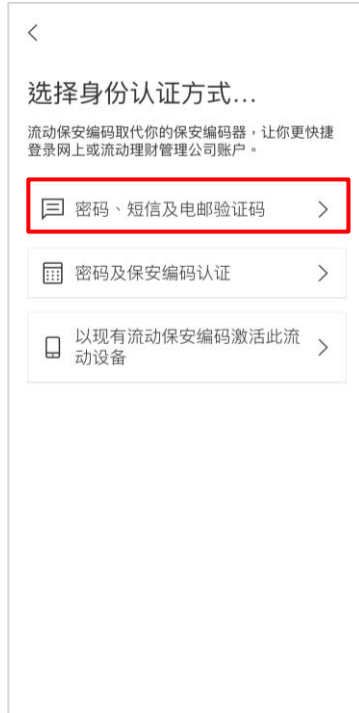 选择身份认证方式...
流动保安编码取代你的保安编码器，让你更快捷
登录网上或流动理财管理公司账户。
密码、短信及电邮验证码
密码及保安编码认证
以现有流动保安编码激活此流
动设备